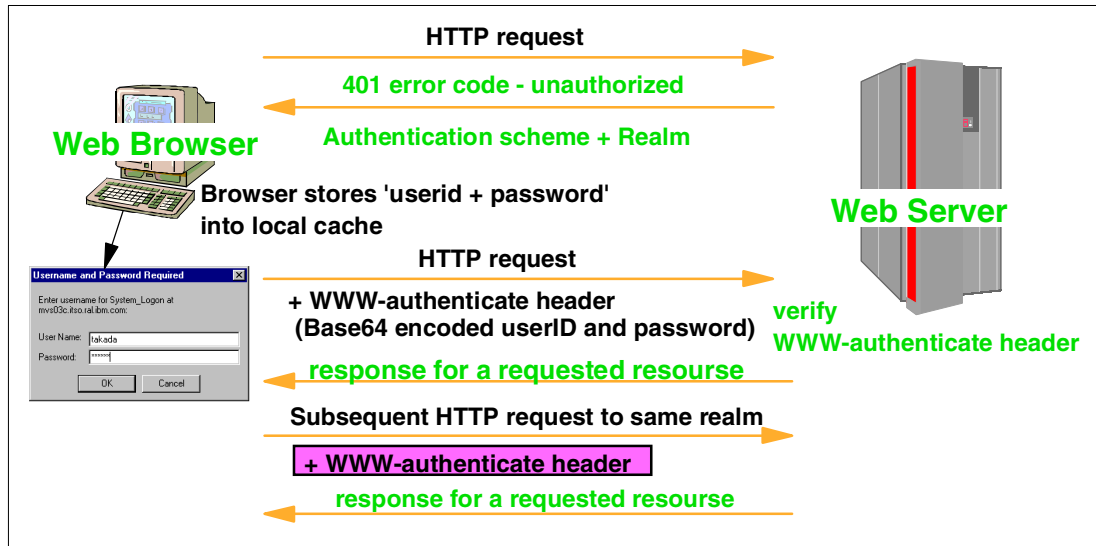 HTTP request
401 error code - unauthorized
Web Browser
Authentication scheme + Realm
Browser stores 'userid + password'
into local cache
Web Server
HTTP request
Username and Password Required
Enter username for System_Logon at
mvs03c.itso.ral.ibm.com:
User Name: takada
Password: ******
OK Cancel
+ WWW-authenticate header
(Base64 encoded userID and password)
verify
WWW-authenticate header
response for a requested resourse
Subsequent HTTP request to same realm
+ WWW-authenticate header
response for a requested resourse